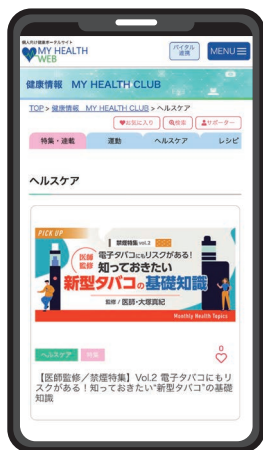 個人向け健康ポータルサイト
MY HEALTH WEB
バイタル連携
MENU
健康情報 MY HEALTH CLUB
TOP > 健康情報 MY HEALTH CLUB > ヘルスケア
お気に入り 検索 サポーター
特集・連載 運動 ヘルスケア レシピ
ヘルスケア
PICK UP
禁煙特集 vol.2
医師監修
電子タバコにもリスクがある!
知っておきたい
新型タバコの基礎知識
監修/医師・大塚真紀
Monthly Health Topics
ヘルスケア 特集
0
【医師監修/禁煙特集】Vol.2 電子タバコにもリ
スクがある!知っておきたい“新型タバコ”の基礎
知識